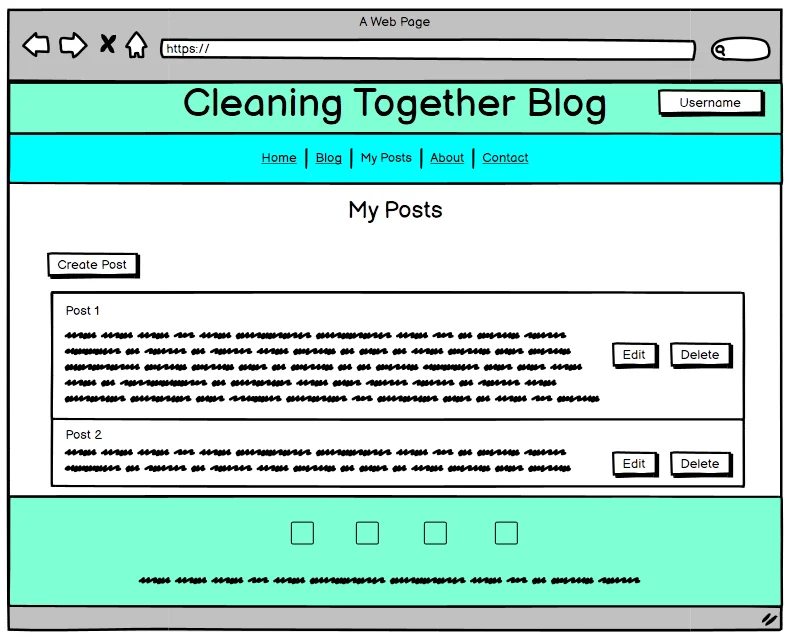 A Web Page
https://
Cleaning Together Blog
Username
Home | Blog | My Posts | About | Contact
My Posts
Create Post
Post 1
Edit Delete
Post 2
Edit Delete